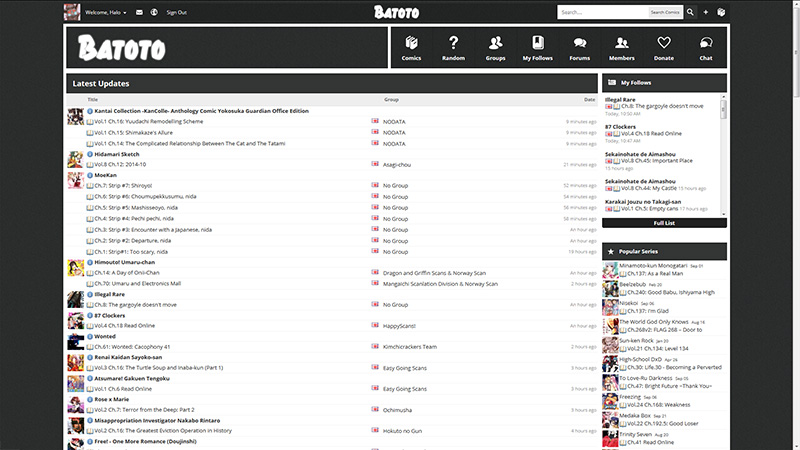 Welcome, Halo
Sign Out
BATOTO
Search...
Search Comics
BATOTO
Comics
Random
Groups
My Follows
Forums
Members
Donate
Chat
Latest Updates
Title
Group
Date
Kantai Collection -KanColle- Anthology Comic Yokosuka Guardian Office Edition
Vol.1 Ch.16: Yuudachi Remodelling Scheme NODATA 9 minutes ago
Vol.1 Ch.15: Shimakaze's Allure NODATA 9 minutes ago
Vol.1 Ch.14: The Complicated Relationship Between The Cat and The Tatami NODATA 9 minutes ago
Hidamari Sketch
Vol.8 Ch.12: 2014-10 Asagi-chou 21 minutes ago
MoeKan
Ch.7: Strip #7: Shiroyo! No Group 52 minutes ago
Ch.6: Strip #6: Choumupekkusumu, nida No Group 54 minutes ago
Ch.5: Strip #5: Mashisseoyo, nida No Group 56 minutes ago
Ch.4: Strip #4: Pechi pechi, nida No Group 58 minutes ago
Ch.3: Strip #3: Encounter with a Japanese, nida No Group An hour ago
Ch.2: Strip #2: Departure, nida No Group An hour ago
Ch.1: Strip#1: Too scary, nida No Group 18 hours ago
Himouto! Umaru-chan
Ch.14: A Day of Onii-Chan Dragon and Griffin Scans & Norway Scan An hour ago
Ch.70: Umaru and Electronics Mall Mangaichi Scanlation Division & Norway Scan 2 hours ago
Illegal Rare
Ch.8: The gargoyle doesn't move No Group An hour ago
87 Clockers
Vol.4 Ch.18 Read Online HappyScans! An hour ago
Wonted
Ch.61: Wonted: Cacophony 41 Kimchicrackers Team 2 hours ago
Renai Kaidan Sayoko-san
Vol.3 Ch.16: The Turtle Soup and Inaba-kun (Part 1) Easy Going Scans 3 hours ago
Atsumare! Gakuen Tengoku
Vol.1 Ch.6 Read Online Easy Going Scans 3 hours ago
Rose x Marie
Vol.2 Ch.7: Terror from the Deep: Part 2 Ochimusha 3 hours ago
Misappropriation Investigator Nakabo Rintaro
Vol.2 Ch.16: The Greatest Eviction Operation in History Hokuto no Gun 4 hours ago
Free! - One More Romance (Doujinshi)
My Follows
Illegal Rare
Ch.8: The gargoyle doesn't move
Today, 10:50 AM
87 Clockers
Vol.4 Ch.18 Read Online
Today, 10:47 AM
Sekainohate de Aimashou
Vol.8 Ch.45: Important Place
15 hours ago
Sekainohate de Aimashou
Vol.8 Ch.44: My Castle 15 hours ago
Karakai Jouzu no Takagi-san
Vol.1 Ch.5: Empty cans 17 hours ago
Full List
Popular Series
Minamoto-kun Monogatari Sep 01
Ch.137: As a Real Man
Beelzebub Feb 20
Ch.240: Good Babu, Ishiyama High
Nisekoi Sep 06
Ch.137: I'm Glad
The World God Only Knows Aug 16
Ch.268v2: FLAG 268 – Door to
Sun-ken Rock Jan 20
Vol.21 Ch.134: Level 134
High-School DxD Apr 26
Ch.30: Life.30 - Becoming a Perverted
To Love-Ru Darkness Sep 05
Ch.47: Bright Future ~Thank You~
Freezing Sep 06
Vol.24 Ch.168: Weakness
Medaka Box Sep 21
Vol.22 Ch.192.5: Good Loser
Trinity Seven Aug 20
Ch.41 Read Online